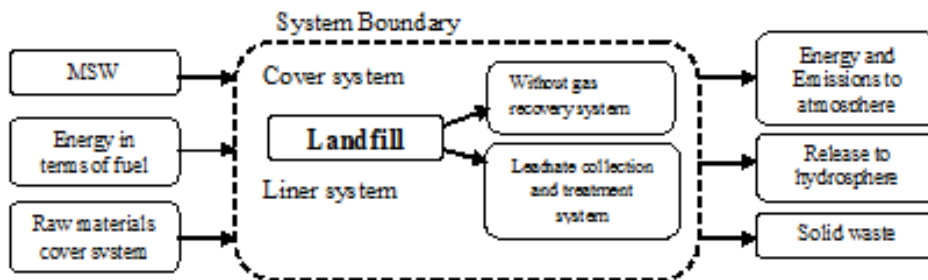 System Boundary
MSW
Energy in
terms of fuel
Raw materials
cover system
Cover system
Landfill
Liner system
Without gas
recovery system
Leachate collection
and treatment
system
Energy and
Emissions to
atmosphere
Release to
hydrosphere
Solid waste